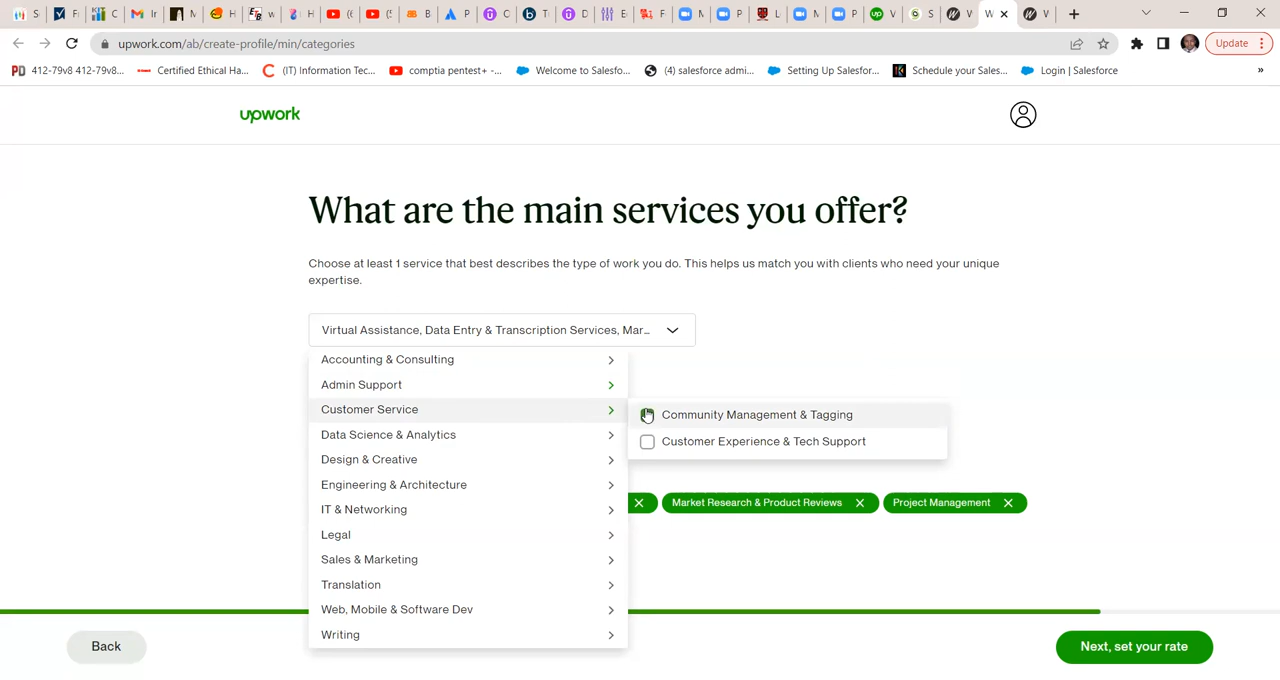 upwork.com/ab/create-profile/min/categories
Update
412-79v8 412-79v8...
Certified Ethical Ha...
(IT) Information Tec...
comptia pentest+ -...
Welcome to Salesfo...
(4) salesforce admi...
Setting Up Salesfor...
Schedule your Sales...
Login | Salesforce
»
upwork
What are the main services you offer?
Choose at least 1 service that best describes the type of work you do. This helps us match you with clients who need your unique
expertise.
Virtual Assistance, Data Entry & Transcription Services, Mar...
Accounting & Consulting
Admin Support
Customer Service
Community Management & Tagging
Data Science & Analytics
Customer Experience & Tech Support
Design & Creative
Engineering & Architecture
Market Research & Product Reviews
Project Management
IT & Networking
Legal
Sales & Marketing
Translation
Web, Mobile & Software Dev
Writing
Back
Next, set your rate